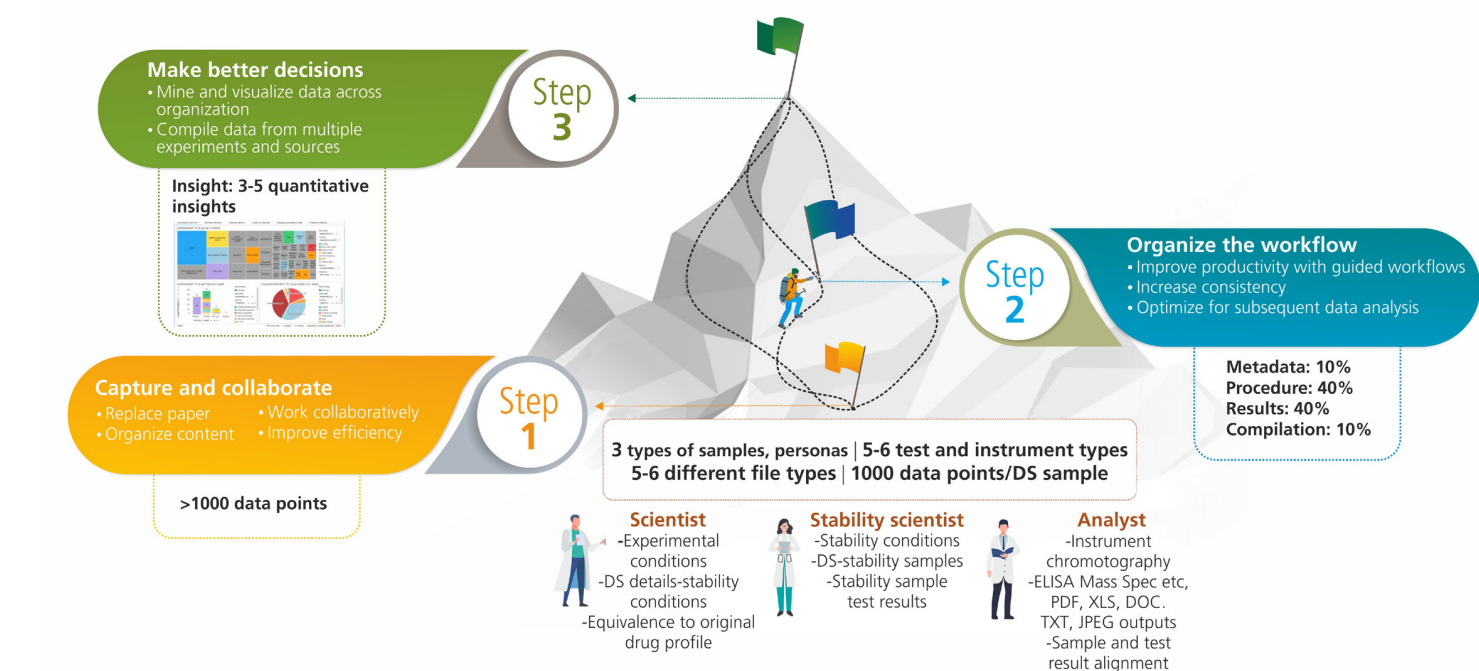 Make better decisions
• Mine and visualize data across
organization
• Compile data from multiple
experiments and sources
Step
3
Insight: 3-5 quantitative
insights
Step
2
Organize the workflow
• Improve productivity with guided workflows
• Increase consistency
• Optimize for subsequent data analysis
Metadata: 10%
Procedure: 40%
Results: 40%
Compilation: 10%
Capture and collaborate
• Replace paper
• Organize content
• Work collaboratively
• Improve efficiency
Step
1
>1000 data points
3 types of samples, personas | 5-6 test and instrument types
5-6 different file types | 1000 data points/DS sample
Scientist
-Experimental
conditions
-DS details-stability
conditions
-Equivalence to original
drug profile
Stability scientist
-Stability conditions
-DS-stability samples
-Stability sample
test results
Analyst
-Instrument
chromotography
-ELISA Mass Spec etc,
PDF, XLS, DOC.
TXT, JPEG outputs
-Sample and test
result alignment